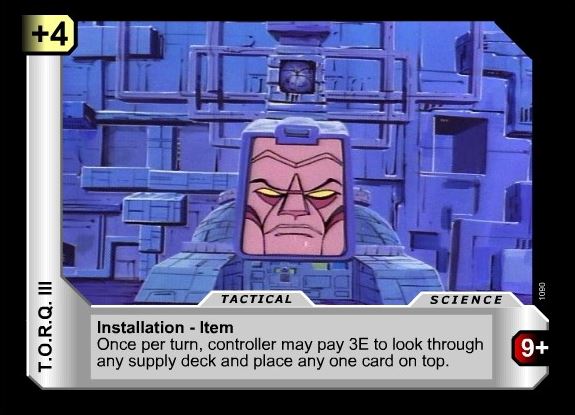 +4
T.O.R.Q. III
1090
TACTICAL
SCIENCE
Installation - Item
Once per turn, controller may pay 3E to look through
any supply deck and place any one card on top.
9+